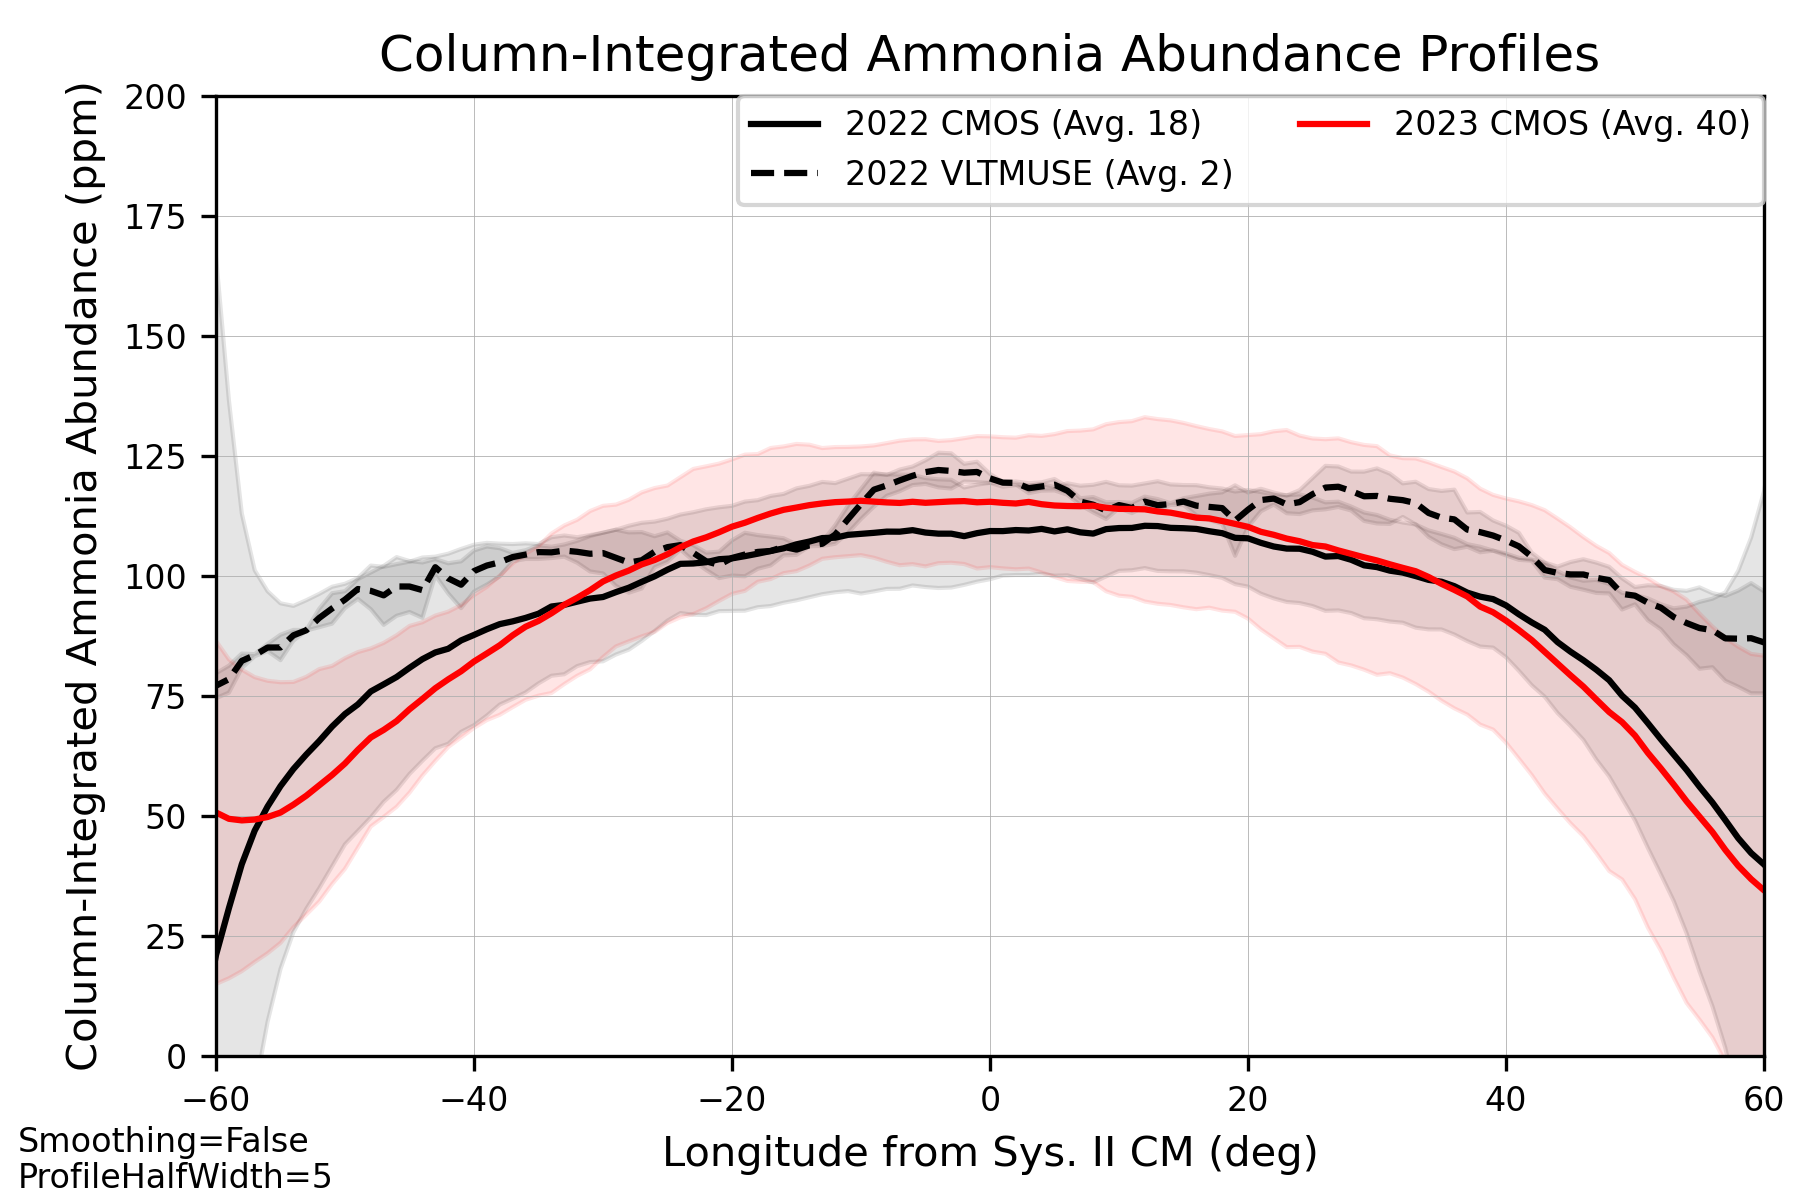 Column-Integrated Ammonia Abundance Profiles
Column-Integrated Ammonia Abundance (ppm)
200
175
150
125
100
75
50
25
0
2022 CMOS (Avg. 18)
2022 VLTMUSE (Avg. 2)
2023 CMOS (Avg. 40)
−60 −40 −20 0 20 40 60
Longitude from Sys. II CM (deg)
Smoothing=False
ProfileHalfWidth=5